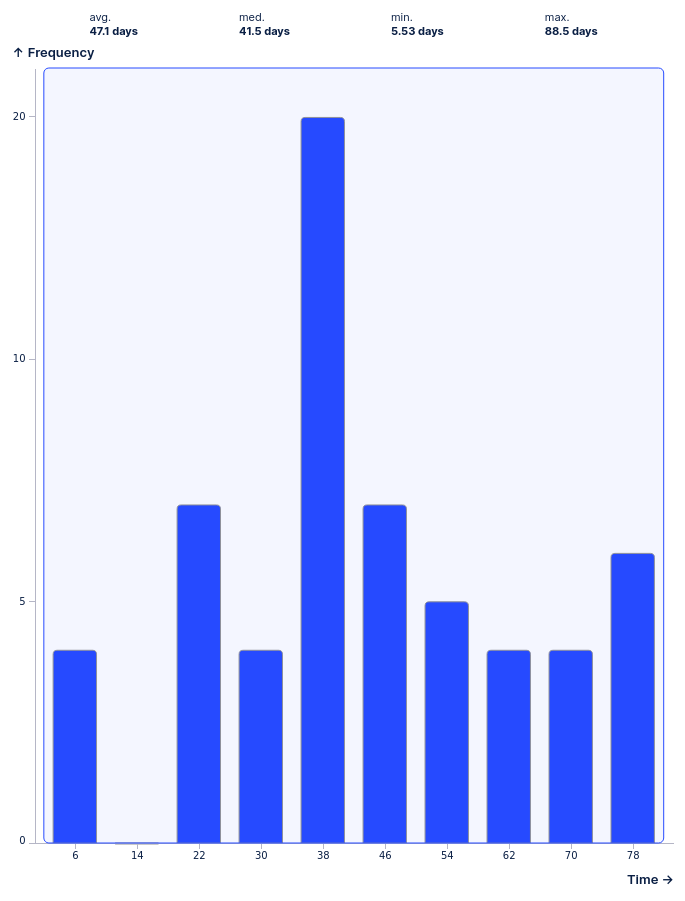 avg. med. min. max.
47.1 days 41.5 days 5.53 days 88.5 days
↑ Frequency
20
10
5
0
6 14 22 30 38 46 54 62 70 78
Time →